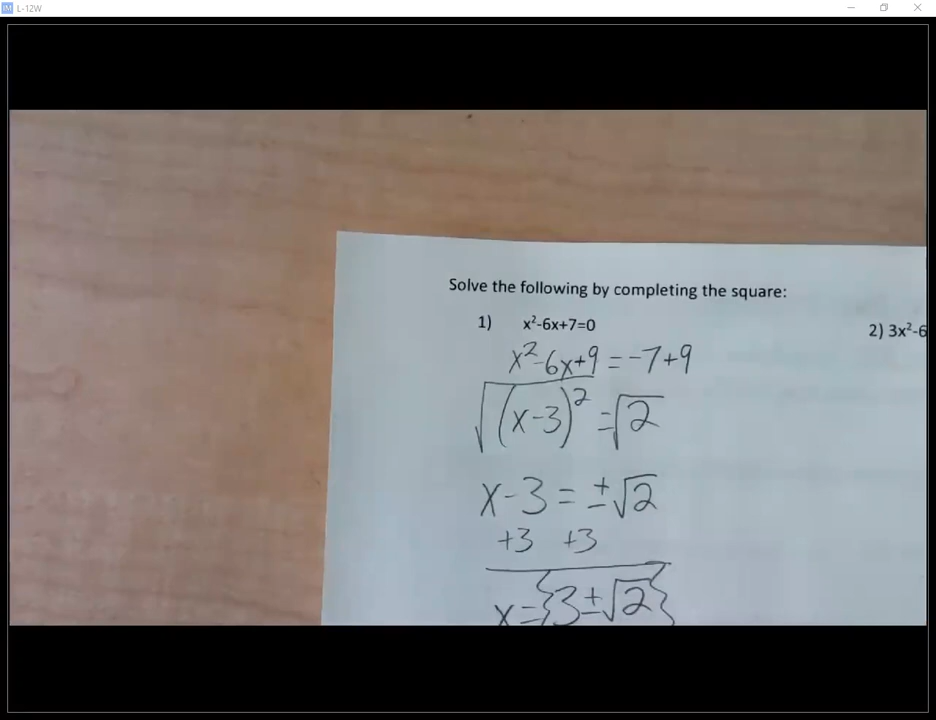 L-12W
Solve the following by completing the square:
1) x²-6x+7=0
2) 3x²-6
x²-6x+9=-7+9
√(x-3)²=√2
x-3=±√2
+3 +3
x={3±√2}